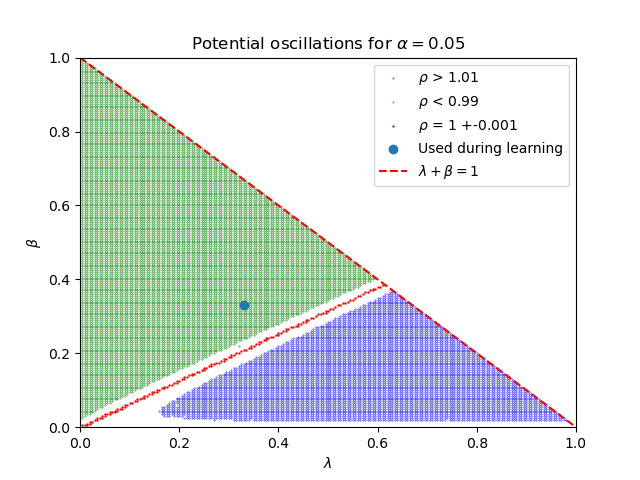 Potential oscillations for α = 0.05
ρ > 1.01
ρ < 0.99
ρ = 1 +-0.001
Used during learning
λ + β = 1
1.0
0.8
0.6
0.4
0.2
0.0
β
0.0 0.2 0.4 0.6 0.8 1.0
λ